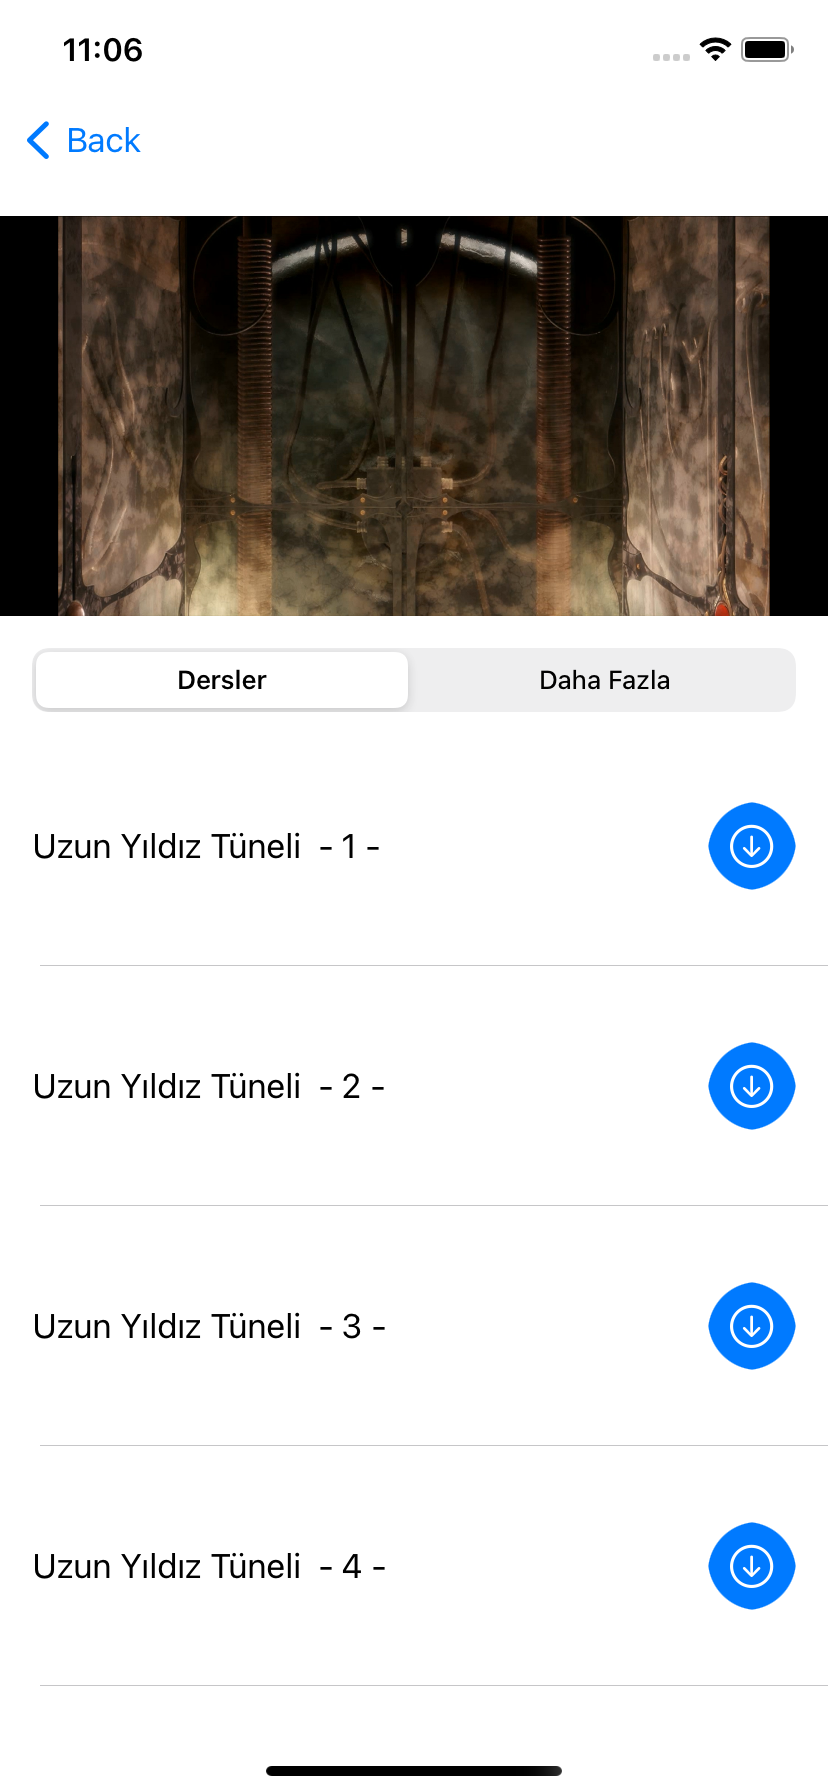 11:06
Back
Dersler
Daha Fazla
Uzun Yıldız Tüneli  - 1 -
Uzun Yıldız Tüneli  - 2 -
Uzun Yıldız Tüneli  - 3 -
Uzun Yıldız Tüneli  - 4 -